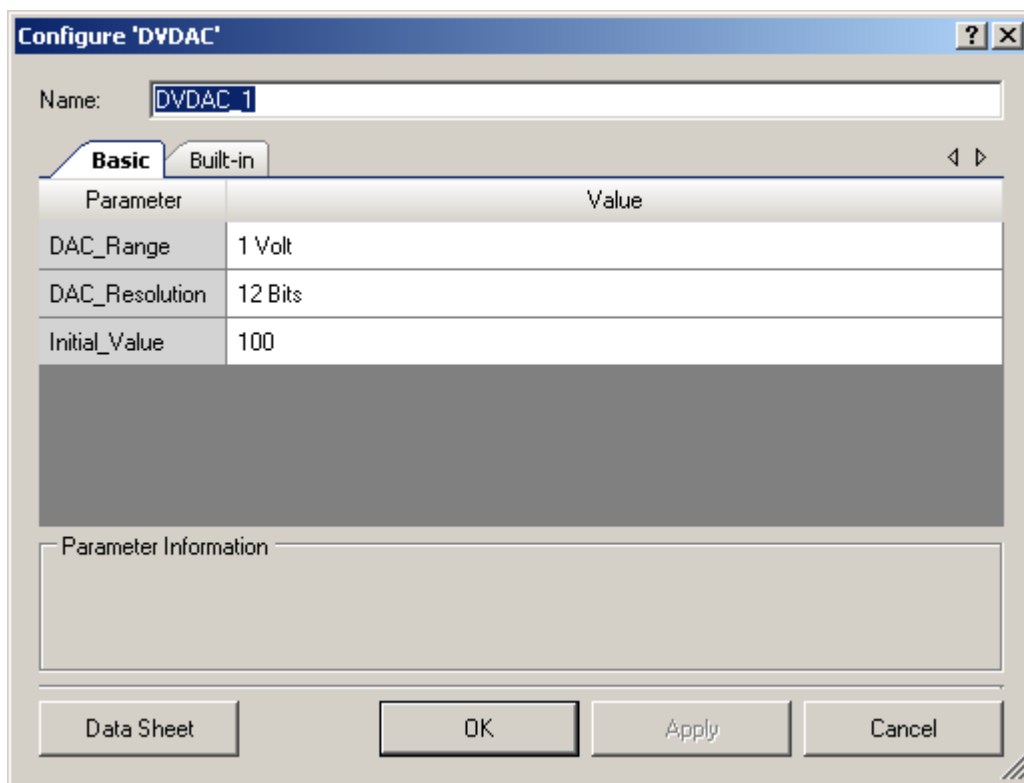 Configure 'DVDAC'
Name: DVDAC_1
Basic Built-in
Parameter Value
DAC_Range 1 Volt
DAC_Resolution 12 Bits
Initial_Value 100
Parameter Information
Data Sheet OK Apply Cancel